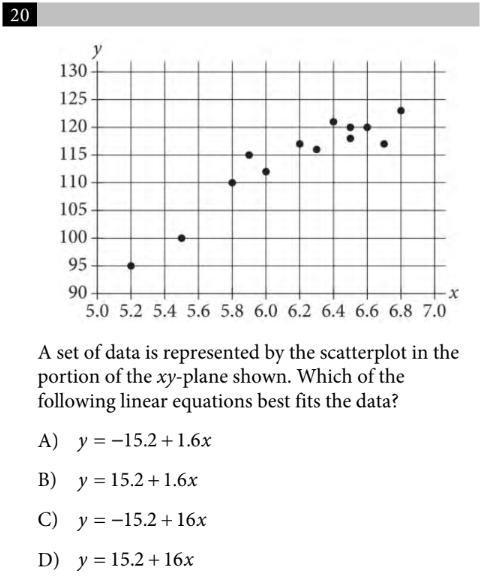 20
y
130
125
120
115
110
105
100
95
90
x
5.0 5.2 5.4 5.6 5.8 6.0 6.2 6.4 6.6 6.8 7.0
A set of data is represented by the scatterplot in the
portion of the xy-plane shown. Which of the
following linear equations best fits the data?
A) y = −15.2 + 1.6x
B) y = 15.2 + 1.6x
C) y = −15.2 + 16x
D) y = 15.2 + 16x